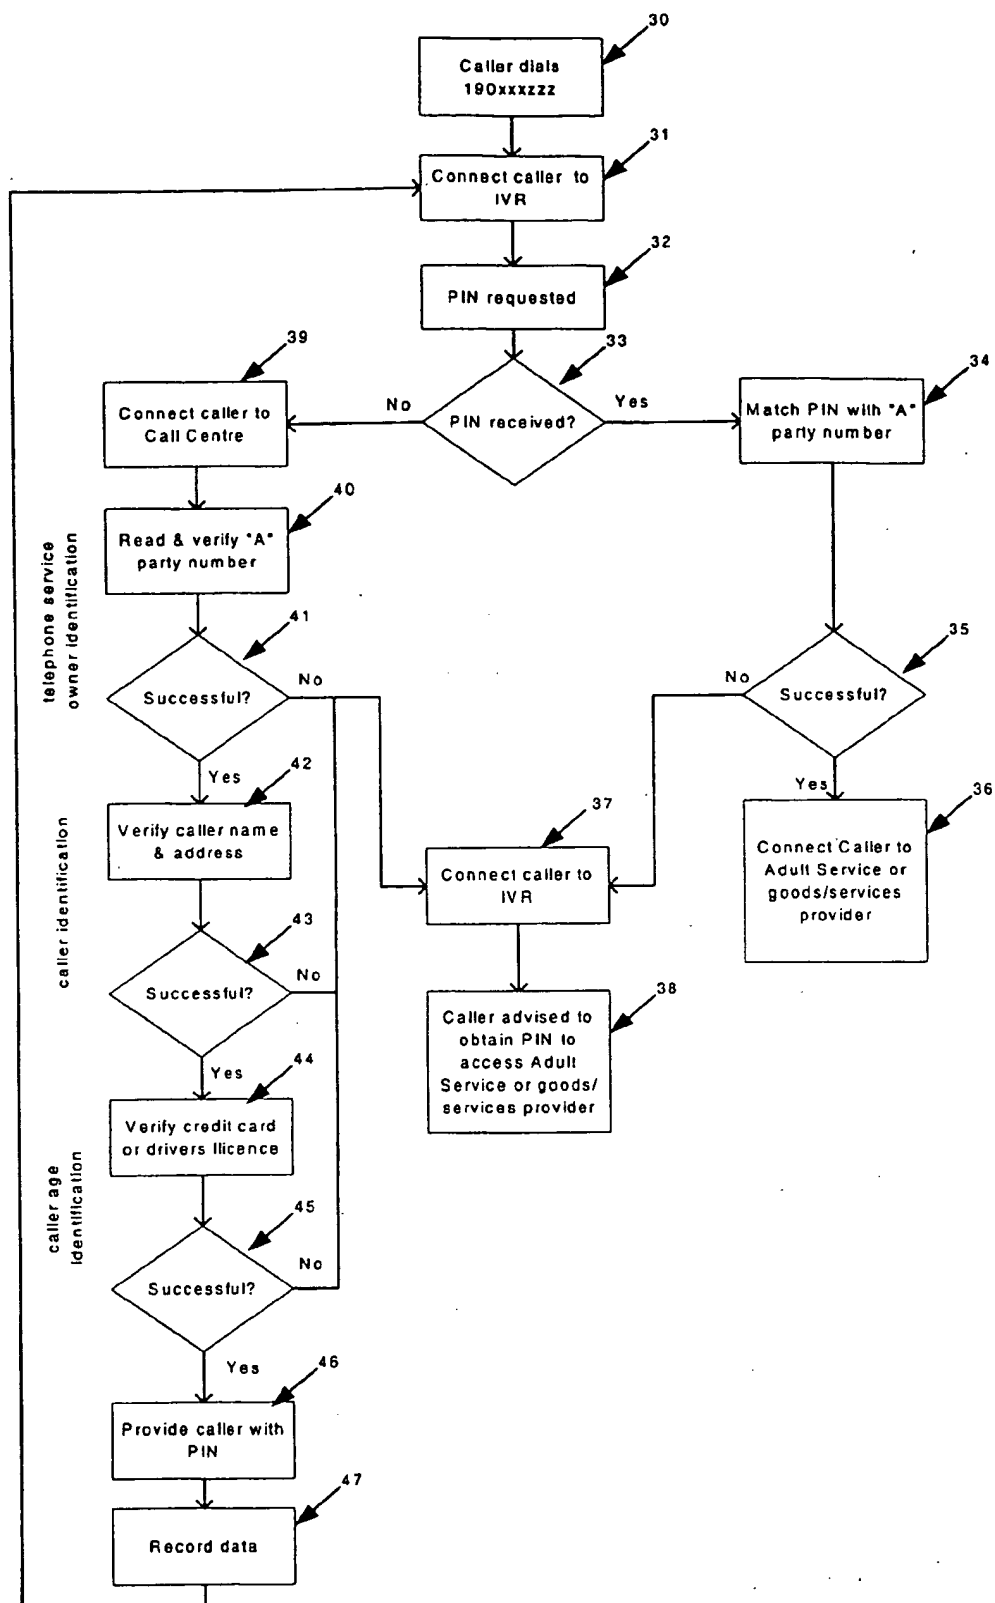 30
Caller dials
190xxxzzz
31
Connect caller to
IVR
32
PIN requested
33
PIN received?
No
Yes
34
Match PIN with "A"
party number
39
Connect caller to
Call Centre
40
Read & verify "A"
party number
telephone service
owner identification
41
Successful?
No
Yes
35
Successful?
No
Yes
36
Connect Caller to
Adult Service or
goods/services
provider
42
Verify caller name
& address
caller identification
43
Successful?
No
Yes
37
Connect caller to
IVR
38
Caller advised to
obtain PIN to
access Adult
Service or goods/
services provider
44
Verify credit card
or drivers llicence
caller age
identification
45
Successful?
No
Yes
46
Provide caller with
PIN
47
Record data